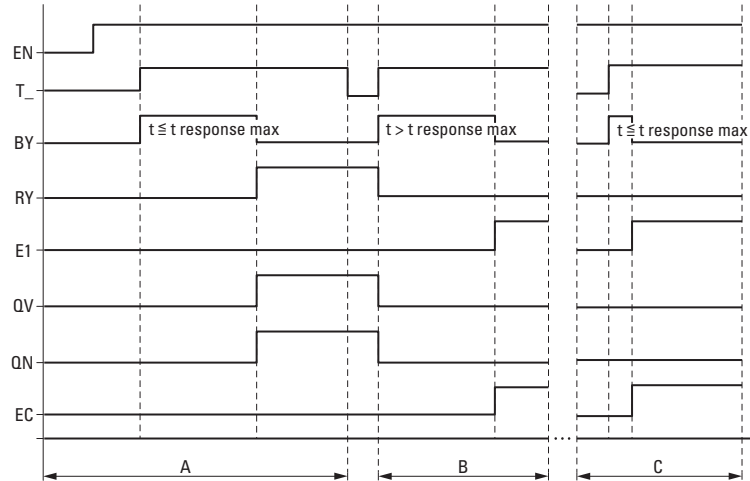 EN
T_
BY t ≦ t response max t > t response max t ≦ t response max
RY
E1
QV
QN
EC
...
A B C